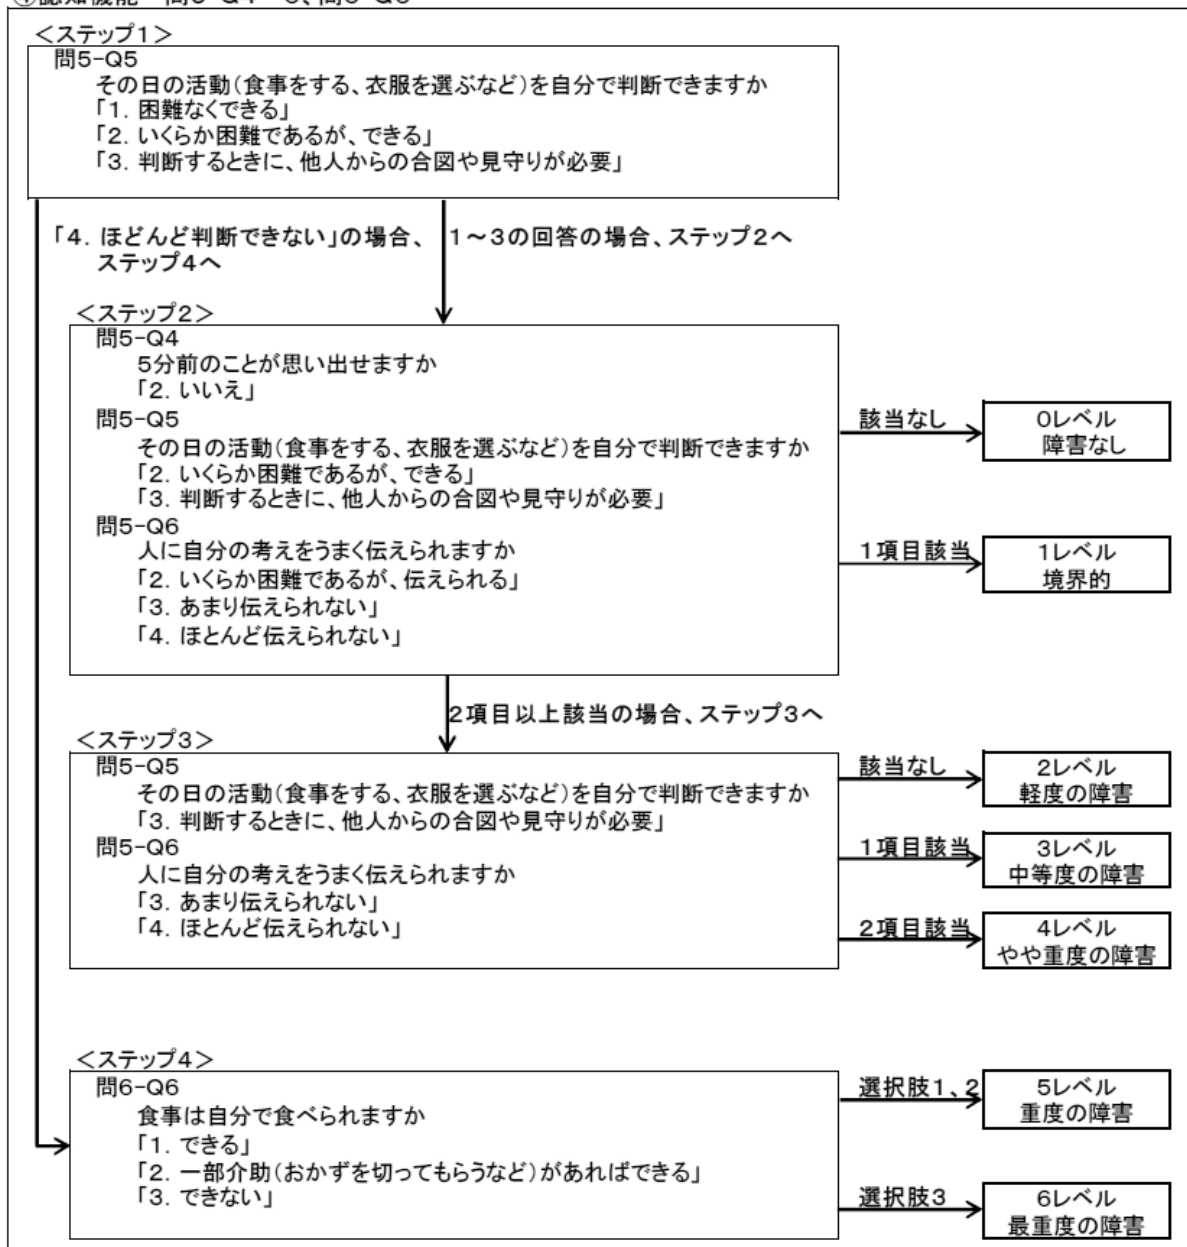 ＜ステップ１＞
問5-Q5
その日の活動（食事をする、衣服を選ぶなど）を自分で判断できますか
「１．困難なくできる」
「２．いくらか困難であるが、できる」
「３．判断するときに、他人からの合図や見守りが必要」
「４．ほどんど判断できない」の場合、
ステップ４へ
１～３の回答の場合、ステップ２へ
＜ステップ２＞
問5-Q4
５分前のことが思い出せますか
「２．いいえ」
問5-Q5
その日の活動（食事をする、衣服を選ぶなど）を自分で判断できますか
「２．いくらか困難であるが、できる」
「３．判断するときに、他人からの合図や見守りが必要」
問5-Q6
人に自分の考えをうまく伝えられますか
「２．いくらか困難であるが、伝えられる」
「３．あまり伝えられない」
「４．ほとんど伝えられない」
該当なし
０レベル
障害なし
１項目該当
１レベル
境界的
２項目以上該当の場合、ステップ３へ
＜ステップ３＞
問5-Q5
その日の活動（食事をする、衣服を選ぶなど）を自分で判断できますか
「３．判断するときに、他人からの合図や見守りが必要」
問5-Q6
人に自分の考えをうまく伝えられますか
「３．あまり伝えられない」
「４．ほとんど伝えられない」
該当なし
２レベル
軽度の障害
１項目該当
３レベル
中等度の障害
２項目該当
４レベル
やや重度の障害
＜ステップ４＞
問6-Q6
食事は自分で食べられますか
「１．できる」
「２．一部介助（おかずを切ってもらうなど）があればできる」
「３．できない」
選択肢１、２
５レベル
重度の障害
選択肢３
６レベル
最重度の障害